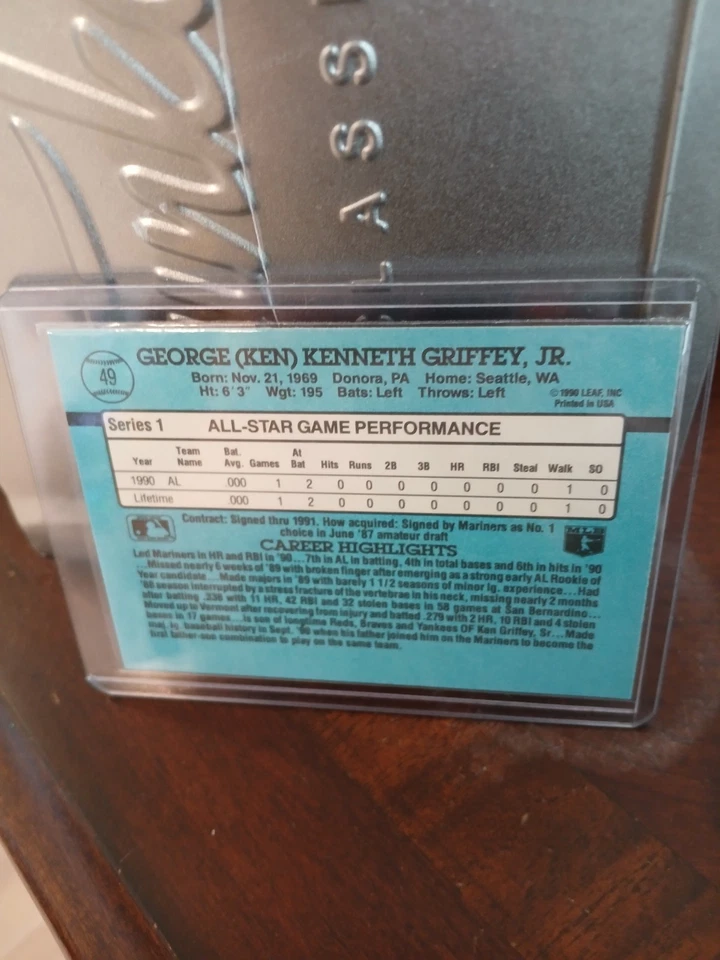 LASS
49
GEORGE (KEN) KENNETH GRIFFEY, JR.
Born: Nov. 21, 1969 Donora, PA Home: Seattle, WA
Ht: 6'3" Wgt: 195 Bats: Left Throws: Left
© 1990 LEAF, INC
Printed in USA
Series 1 ALL-STAR GAME PERFORMANCE
Year Team Name Bat. Avg. Games At Bat Hits Runs 2B 3B HR RBI Steal Walk SO
1990 AL .000 1 2 0 0 0 0 0 0 0 1 0
Lifetime .000 1 2 0 0 0 0 0 0 0 1 0
Contract: Signed thru 1991. How acquired: Signed by Mariners as No. 1
choice in June '87 amateur draft
MLB
CAREER HIGHLIGHTS
Led Mariners in HR and RBI in '90...7th in AL in batting, 4th in total bases and 6th in hits in '90
...Missed nearly 6 weeks of '89 with broken finger after emerging as a strong early AL Rookie of
Year candidate...Made majors in '89 with barely 1 1/2 seasons of minor lg. experience...Had
'88 season interrupted by a stress fracture of the vertebrae in his neck, missing nearly 2 months
after batting .338 with 11 HR, 42 RBI and 32 stolen bases in 58 games at San Bernardino...
Moved up to Vermont after recovering from injury and batted .279 with 2 HR, 10 RBI and 4 stolen
bases in 17 games...Is son of longtime Reds, Braves and Yankees OF Ken Griffey, Sr...Made
maj. lg. baseball history in Sept. '90 when his father joined him on the Mariners to become the
first father-son combination to play on the same team.